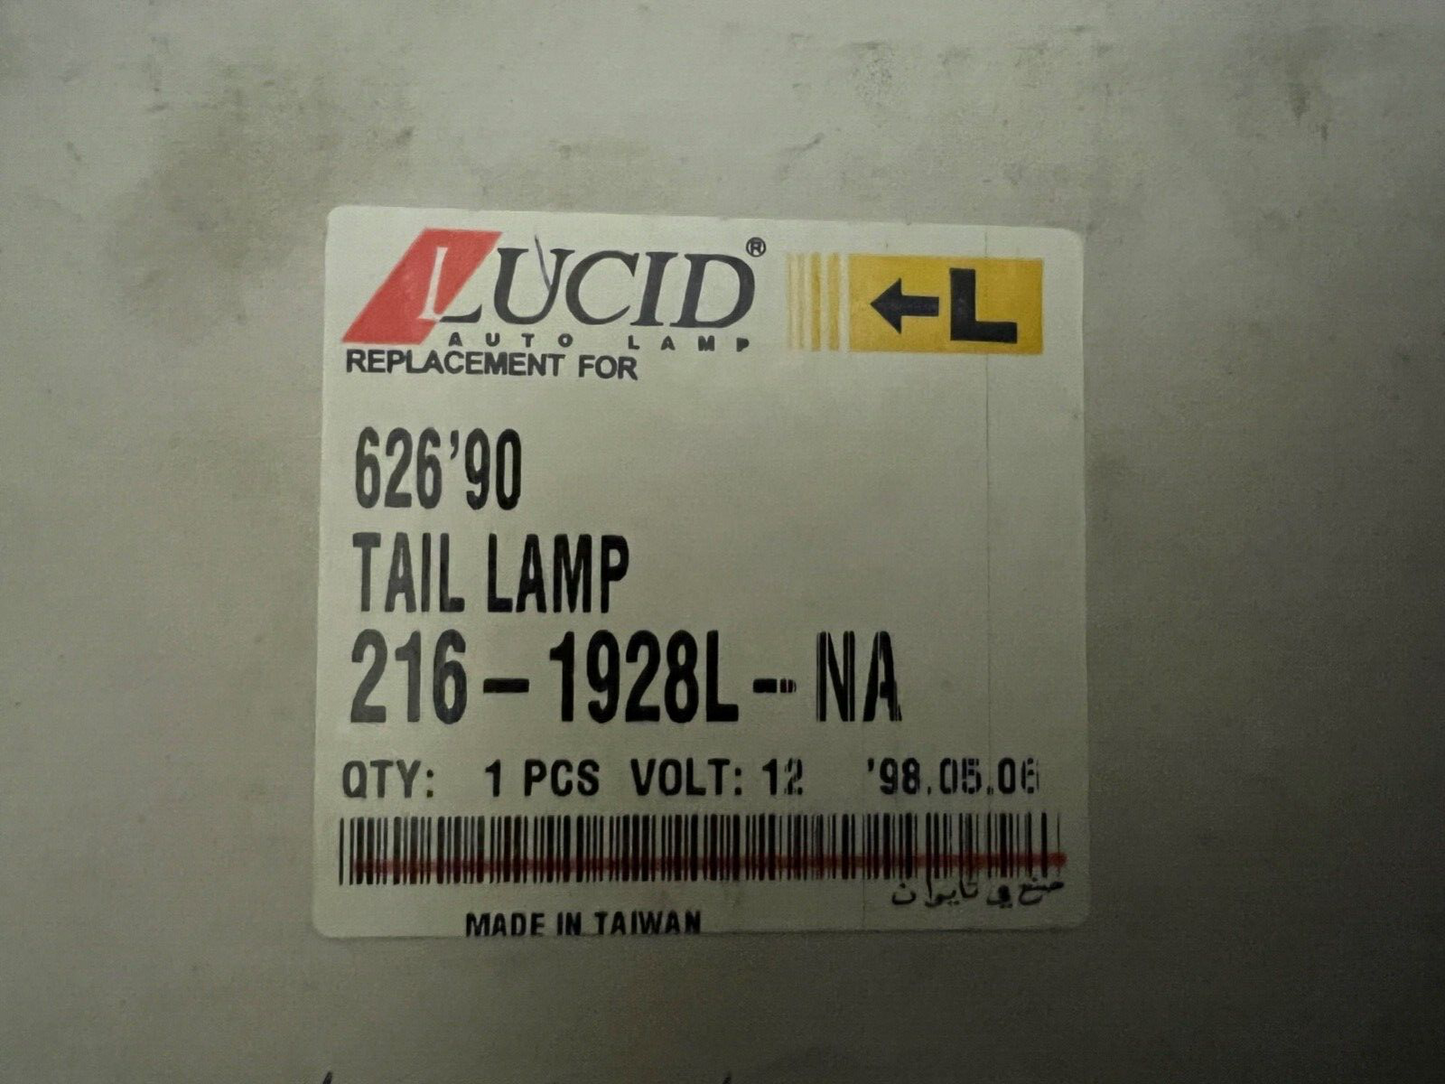 LUCID® ←L
AUTO LAMP
REPLACEMENT FOR
626'90
TAIL LAMP
216-1928L-NA
QTY: 1 PCS VOLT: 12 '98.05.06
صنع في تايوان
MADE IN TAIWAN